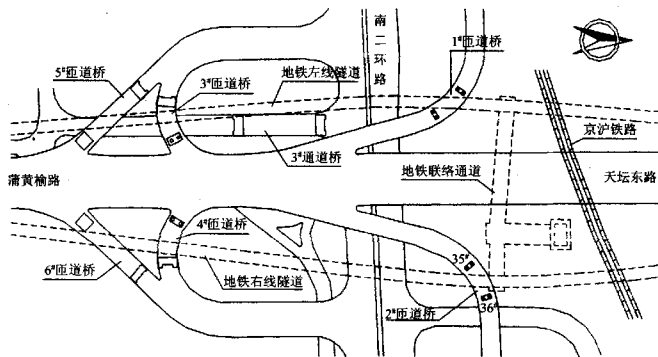 南二环路
1#匝道桥
5#匝道桥
3#匝道桥
地铁左线隧道
京沪铁路
3#通道桥
地铁联络通道
蒲黄榆路
天坛东路
4#匝道桥
35#
6#匝道桥
地铁右线隧道
2#匝道桥
36#